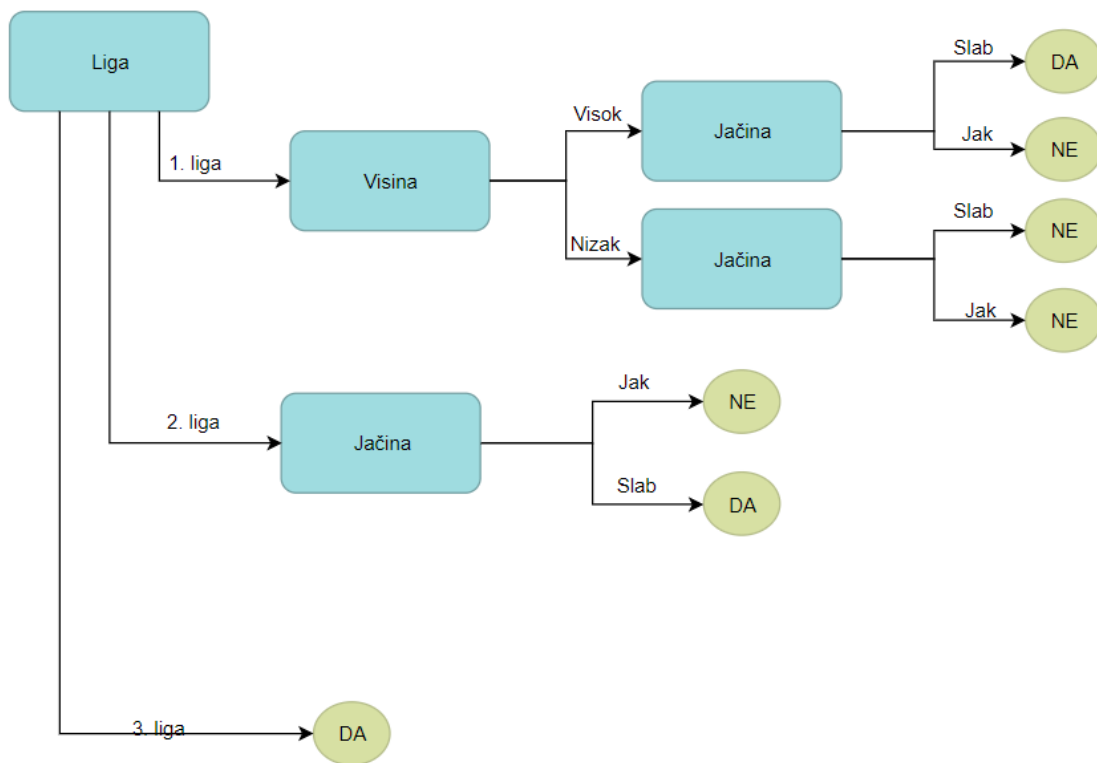 Liga
1. liga
Visina
Visok
Jačina
Slab
DA
Jak
NE
Nizak
Jačina
Slab
NE
Jak
NE
2. liga
Jačina
Jak
NE
Slab
DA
3. liga
DA